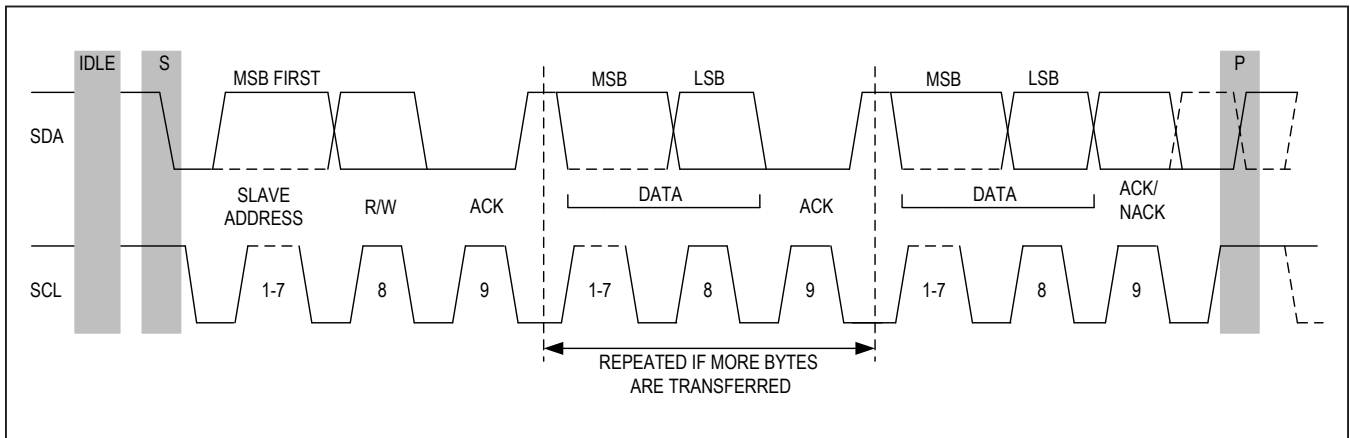 IDLE
S
P
MSB FIRST
MSB
LSB
MSB
LSB
SDA
SLAVE
ADDRESS
R/W
ACK
DATA
ACK
DATA
ACK/
NACK
SCL
1-7
8
9
1-7
8
9
1-7
8
9
REPEATED IF MORE BYTES
ARE TRANSFERRED